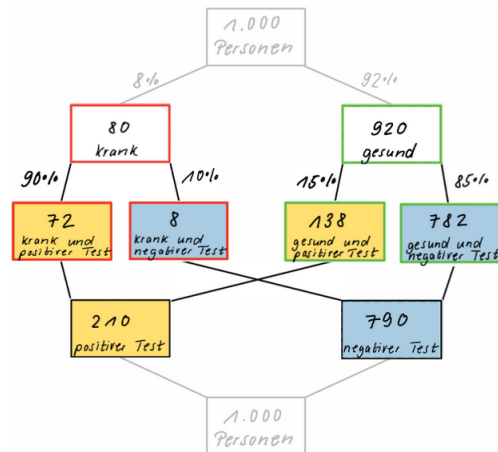 1.000
Personen
8%
92%
80
krank
920
gesund
90%
10%
15%
85%
72
krank und
positiver Test
8
krank und
negativer Test
138
gesund und
positiver Test
782
gesund und
negativer Test
210
positiver Test
790
negativer Test
1.000
Personen